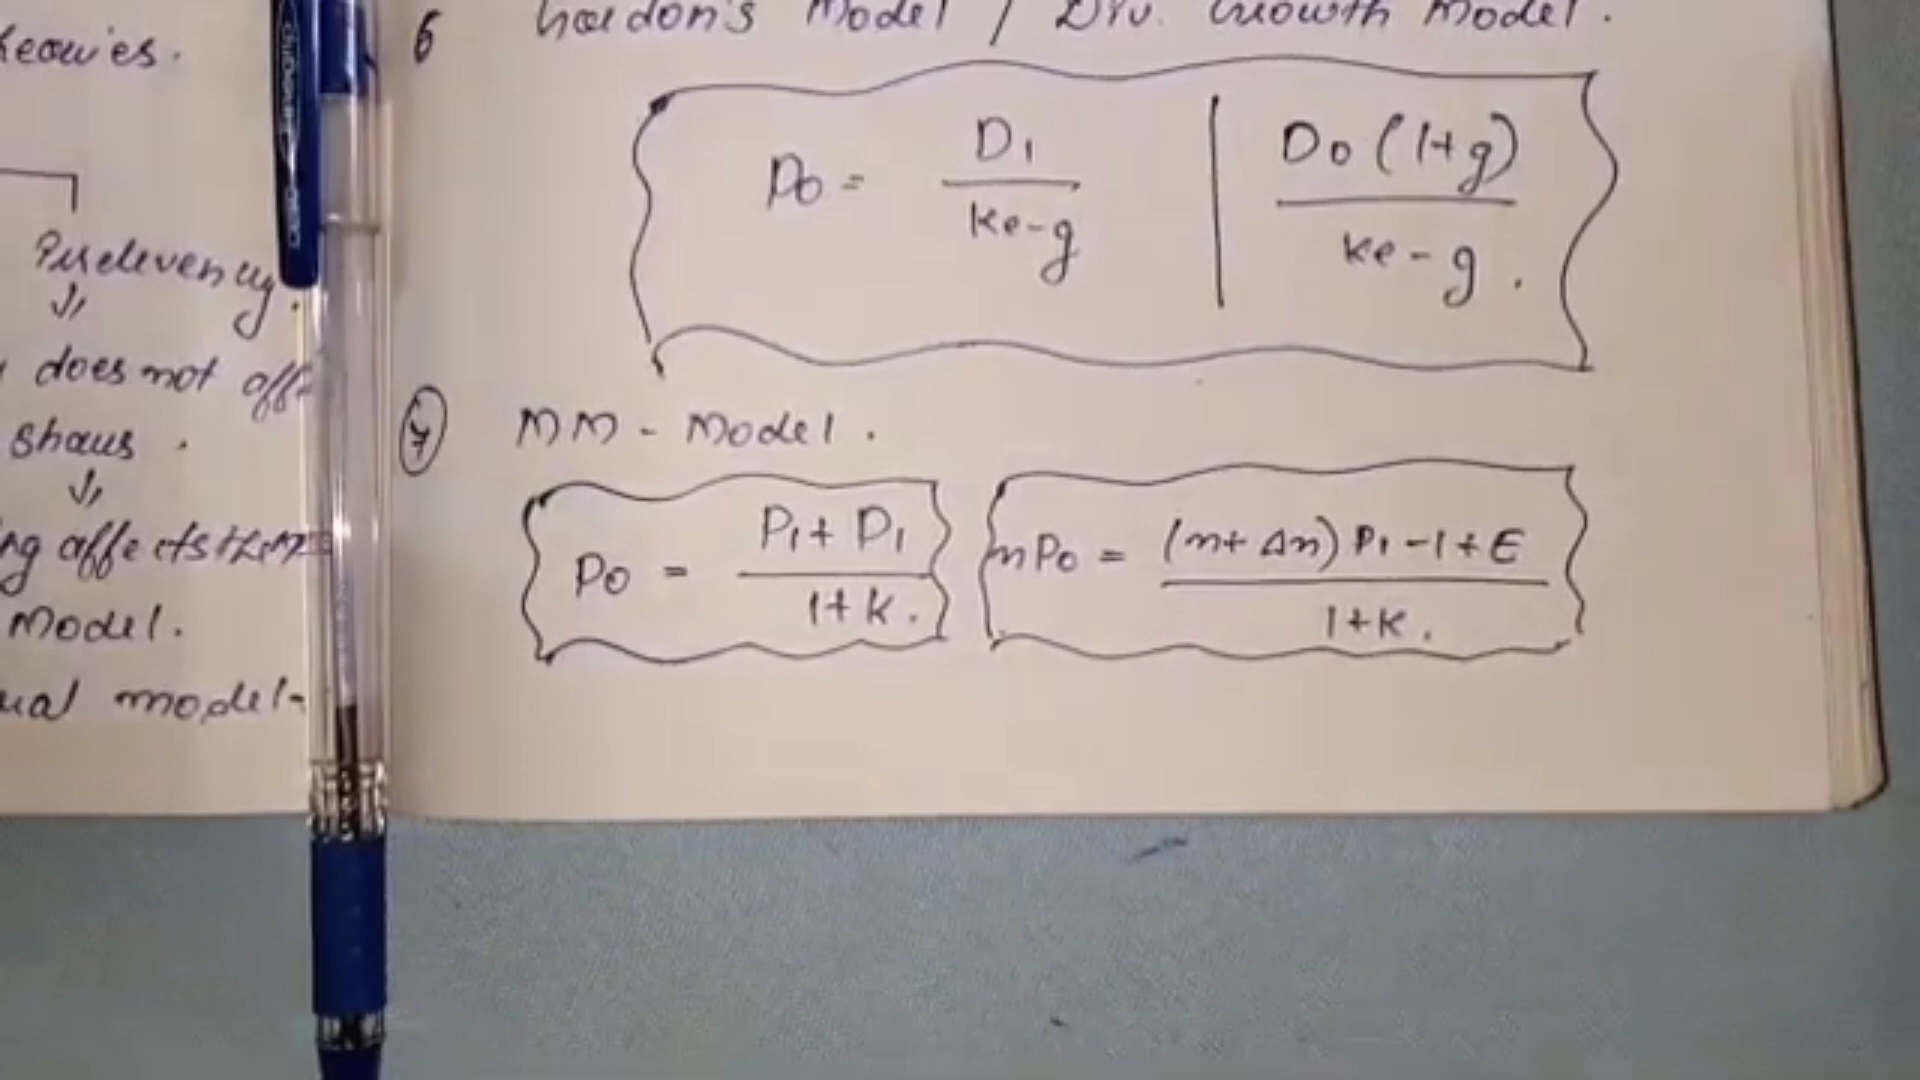 6 Gordon's Model / Div. Growth Model.
Po = D1 / Ke-g | Do (1+g) / Ke-g.
7 MM - Model.
Po = P1 + D1 / 1+K.
nPo = (n+Δn) P1 -I+E / 1+K.
does not
shares.
affects
Model.
model-